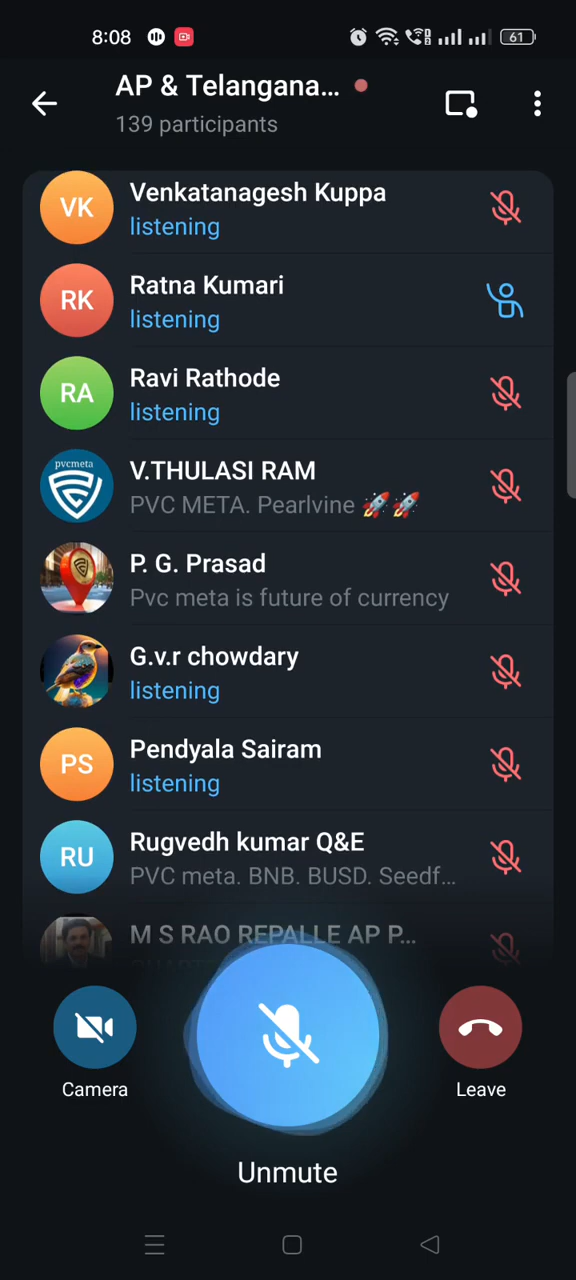 8:08
61
AP & Telangana...
139 participants
VK
Venkatanagesh Kuppa
listening
RK
Ratna Kumari
listening
RA
Ravi Rathode
listening
pvcmeta
V.THULASI RAM
PVC META. Pearlvine 🚀🚀
P. G. Prasad
Pvc meta is future of currency
G.v.r chowdary
listening
PS
Pendyala Sairam
listening
RU
Rugvedh kumar Q&E
PVC meta. BNB. BUSD. Seedf...
M S RAO REPALLE AP P...
Camera
Leave
Unmute